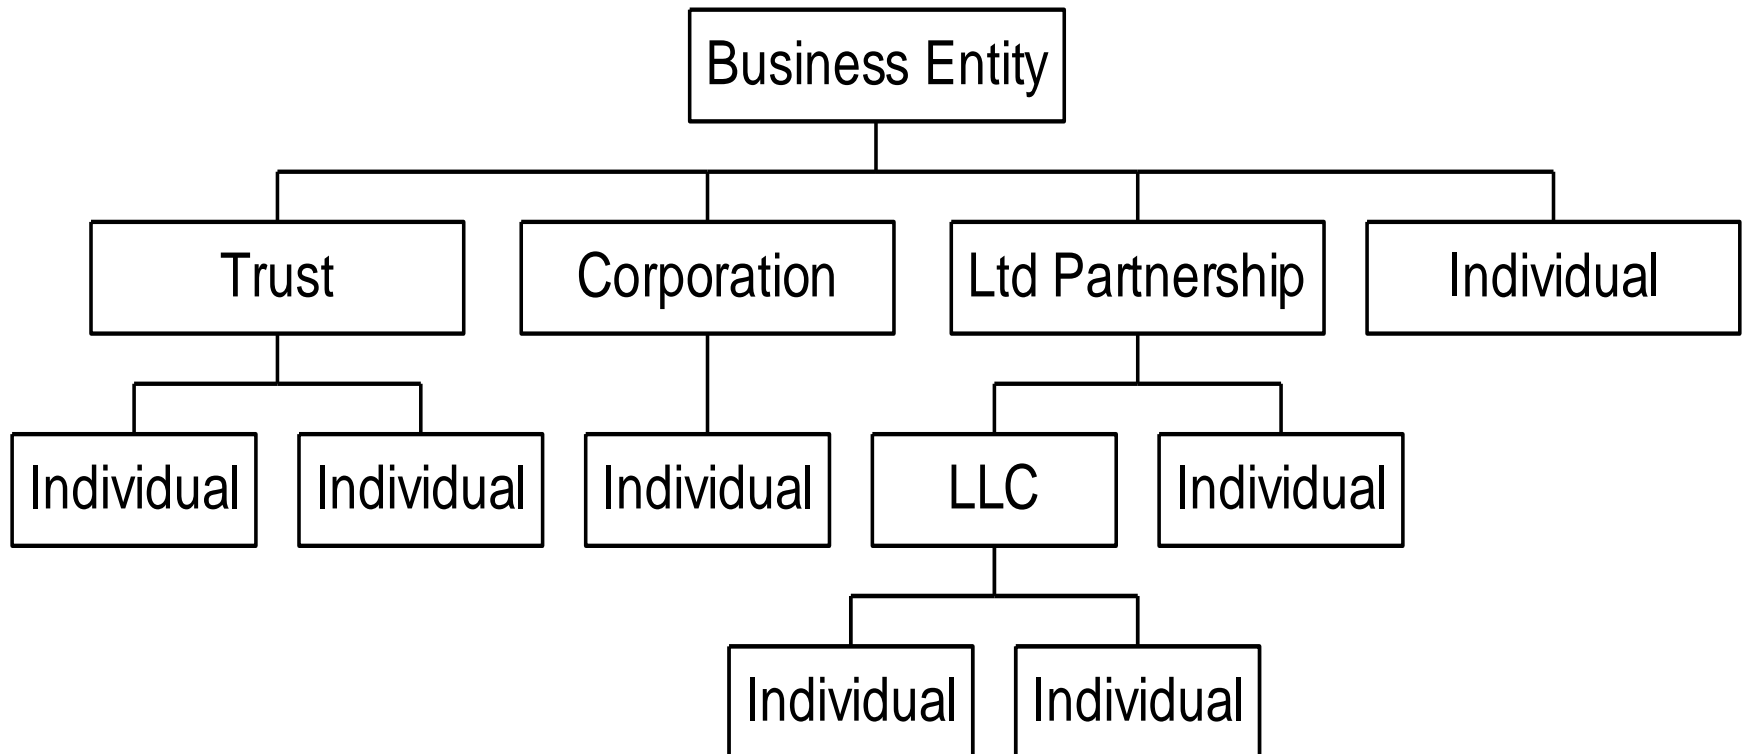 Business Entity
Trust
Corporation
Ltd Partnership
Individual
Individual
Individual
Individual
LLC
Individual
Individual
Individual